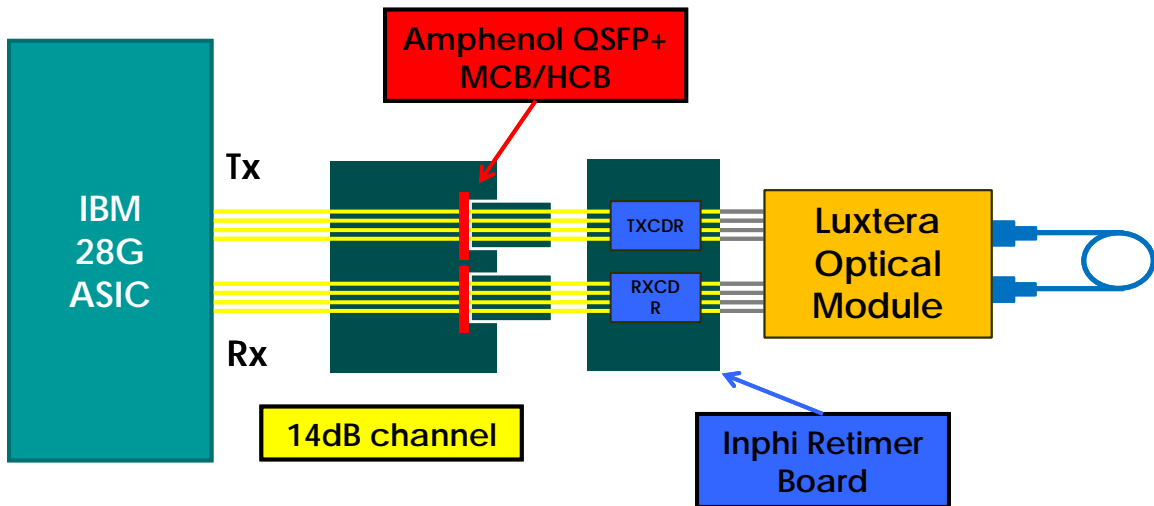 Amphenol QSFP+
MCB/HCB
Tx
IBM
28G
ASIC
TXCDR
RXCD
R
Luxtera
Optical
Module
Rx
14dB channel
Inphi Retimer
Board